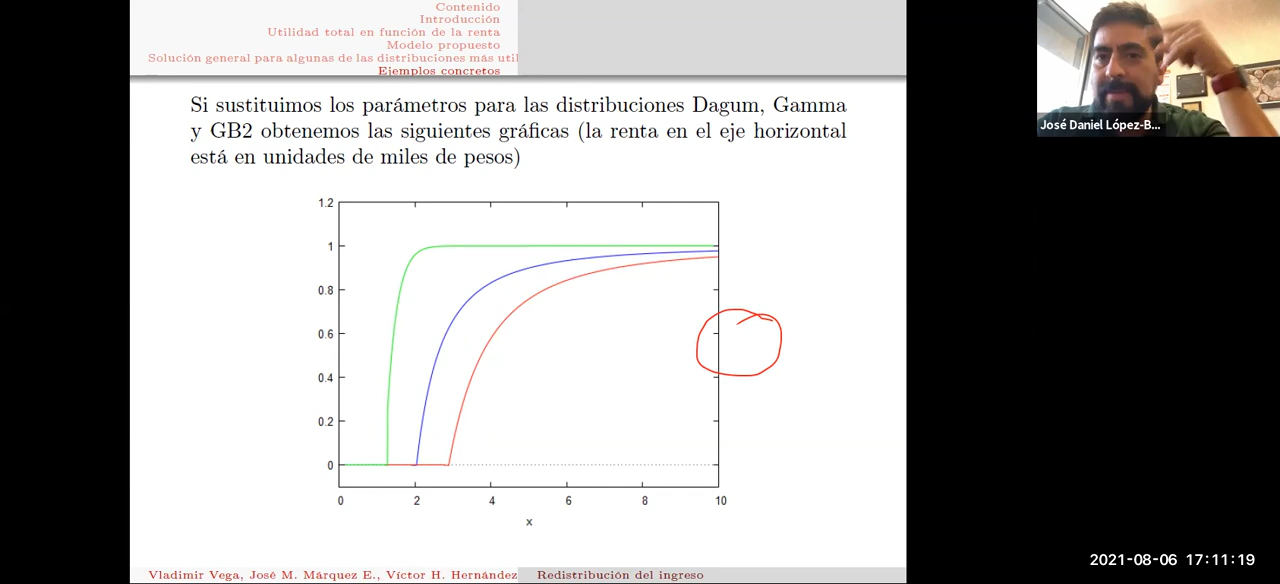 Contenido
Introducción
Utilidad total en función de la renta
Modelo propuesto
Solución general para algunas de las distribuciones más util
Ejemplos concretos
José Daniel López-B...
Si sustituimos los parámetros para las distribuciones Dagum, Gamma
y GB2 obtenemos las siguientes gráficas (la renta en el eje horizontal
está en unidades de miles de pesos)
1.2
1
0.8
0.6
0.4
0.2
0
0 2 4 6 8 10
x
2021-08-06 17:11:19
Vladimir Vega, José M. Márquez E., Víctor H. Hernández Redistribución del ingreso